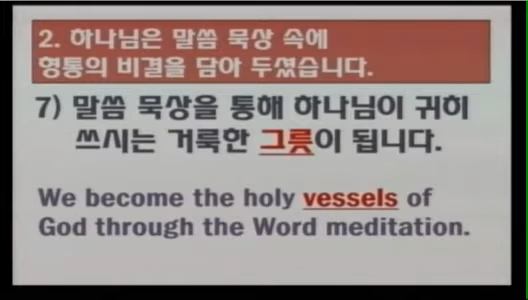 2. 하나님은 말씀 묵상 속에
형통의 비결을 담아 두셨습니다.
7) 말씀 묵상을 통해 하나님이 귀히
쓰시는 거룩한 그릇이 됩니다.
We become the holy vessels of
God through the Word meditation.